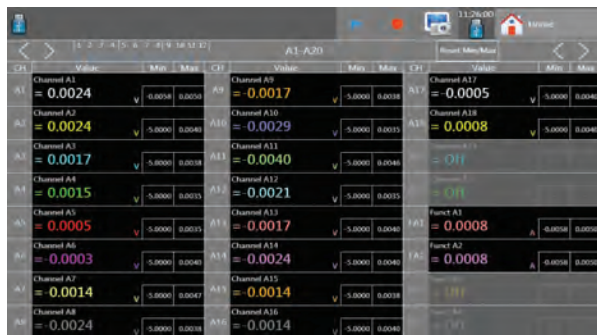 11:26:00
1 2 3 4 5 6 7 8 9 10 11 12
A1-A20
Reset Min/Max
CH Value Min Max CH Value Min Max CH Value Min Max
Channel A1 Channel A9 Channel A17
A1 = 0.0024 V -0.0058 0.0050 A9 =-0.0017 V -5.0000 0.0038 A17 =-0.0005 V -5.0000 0.0040
Channel A2 Channel A10 Channel A18
A2 = 0.0024 V -5.0000 0.0040 A10 =-0.0029 V -5.0000 0.0035 A18 = 0.0008 V -5.0000 0.0040
Channel A3 Channel A11
A3 = 0.0017 V -5.0000 0.0038 A11 =-0.0040 V -5.0000 0.0046 = Off
Channel A4 Channel A12
A4 = 0.0015 V -5.0000 0.0035 A12 =-0.0021 V -5.0000 0.0035 = Off
Channel A5 Channel A13 Funct A1
A5 = 0.0005 V -5.0000 0.0035 A13 =-0.0017 V -5.0000 0.0040 FA1 = 0.0008 A -0.0058 0.0050
Channel A6 Channel A14 Funct A2
A6 =-0.0003 V -5.0000 0.0040 A14 =-0.0024 V -5.0000 0.0040 FA2 = 0.0008 A -0.0058 0.0050
Channel A7 Channel A15
A7 =-0.0014 V -5.0000 0.0047 A15 =-0.0014 V -5.0000 0.0038 = Off
Channel A8 Channel A16
A8 =-0.0024 V -5.0000 0.0038 A16 =-0.0014 V -5.0000 0.0040